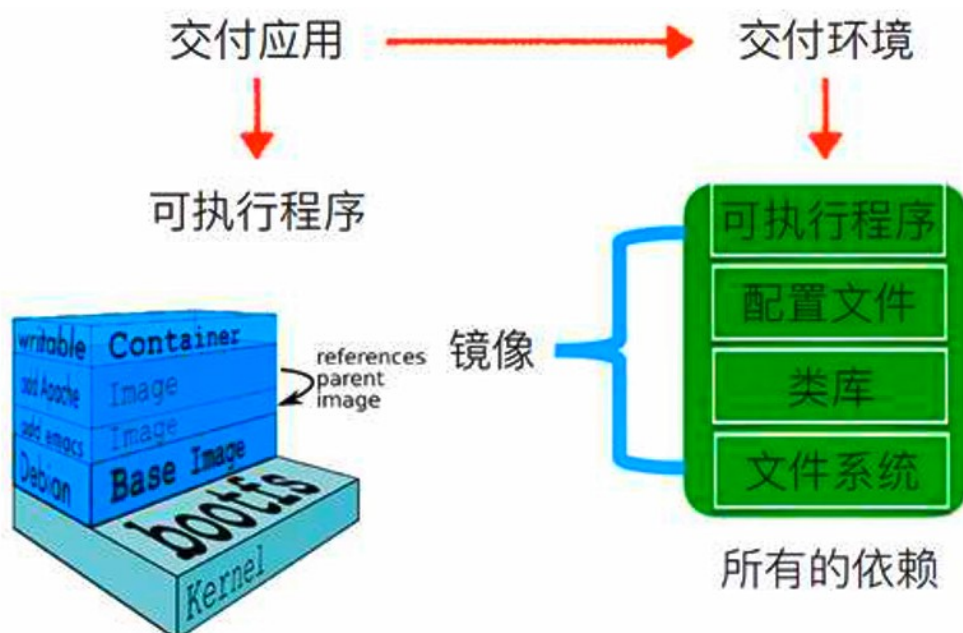 交付应用
交付环境
可执行程序
可执行程序
配置文件
类库
文件系统
镜像
所有的依赖
writable
Container
references
parent
image
add Apache
Image
add emacs
Image
Debian
Base Image
bootfs
Kernel